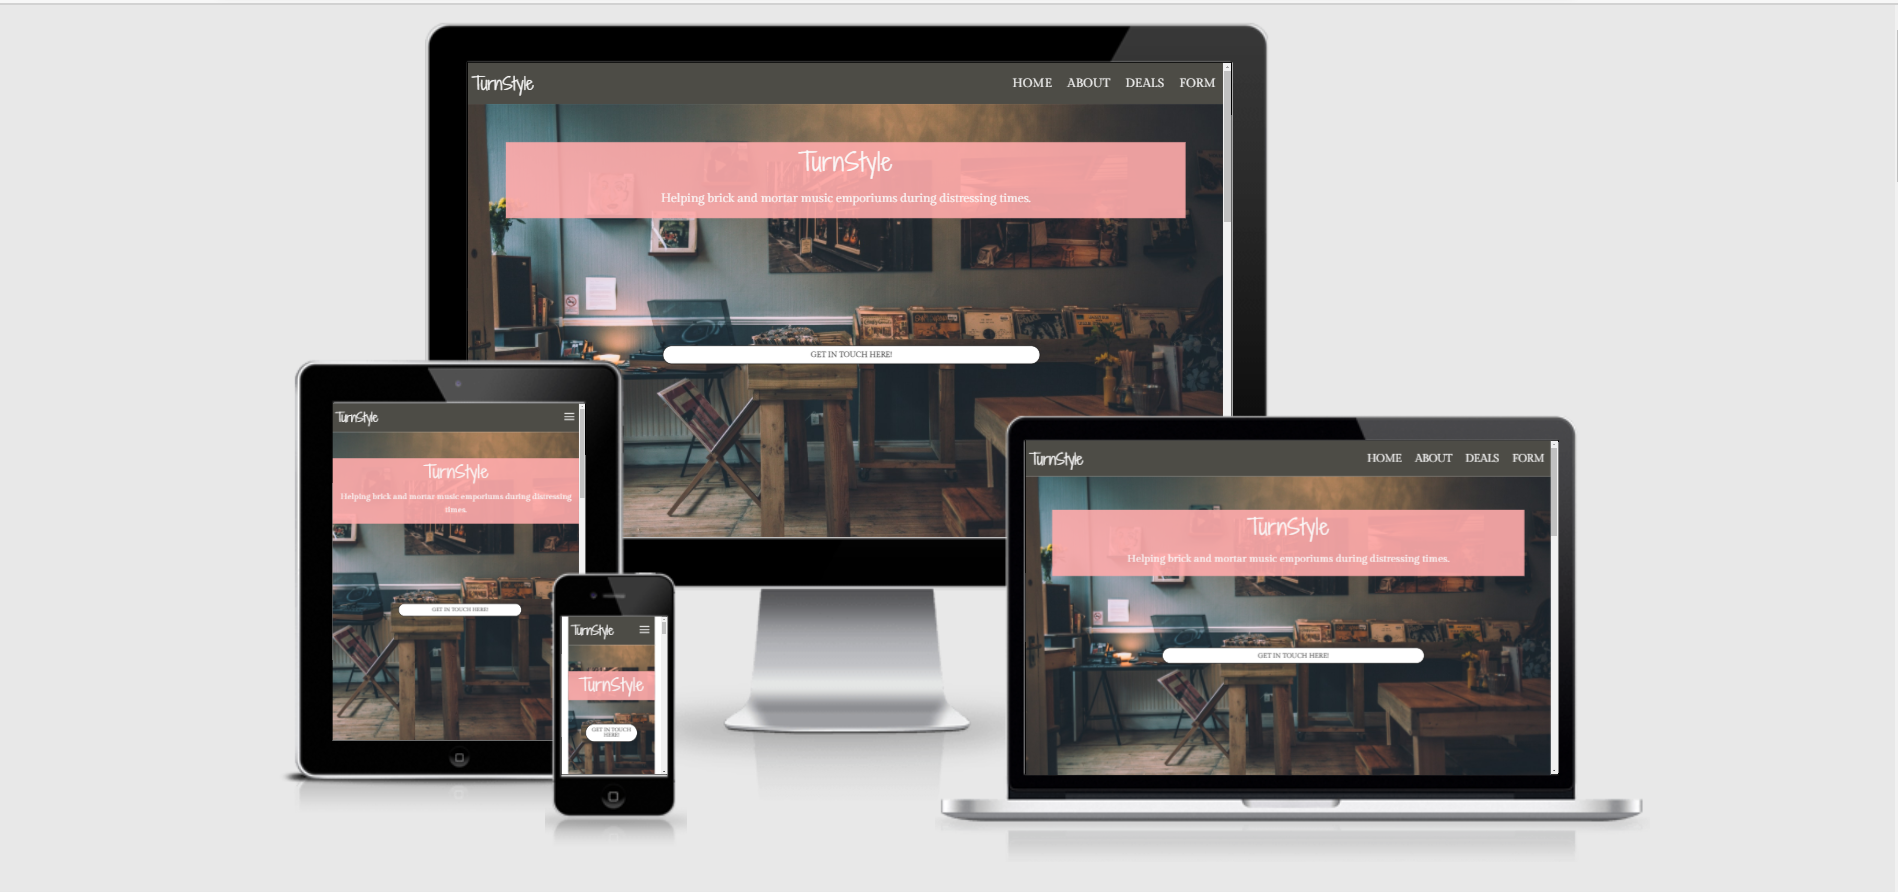 TurnStyle
HOME ABOUT DEALS FORM
TurnStyle
Helping brick and mortar music emporiums during distressing times.
GET IN TOUCH HERE!
TurnStyle
TurnStyle
Helping brick and mortar music emporiums during distressing
times.
GET IN TOUCH HERE!
TurnStyle
TurnStyle
GET IN TOUCH
HERE!
TurnStyle
HOME ABOUT DEALS FORM
TurnStyle
Helping brick and mortar music emporiums during distressing times.
GET IN TOUCH HERE!